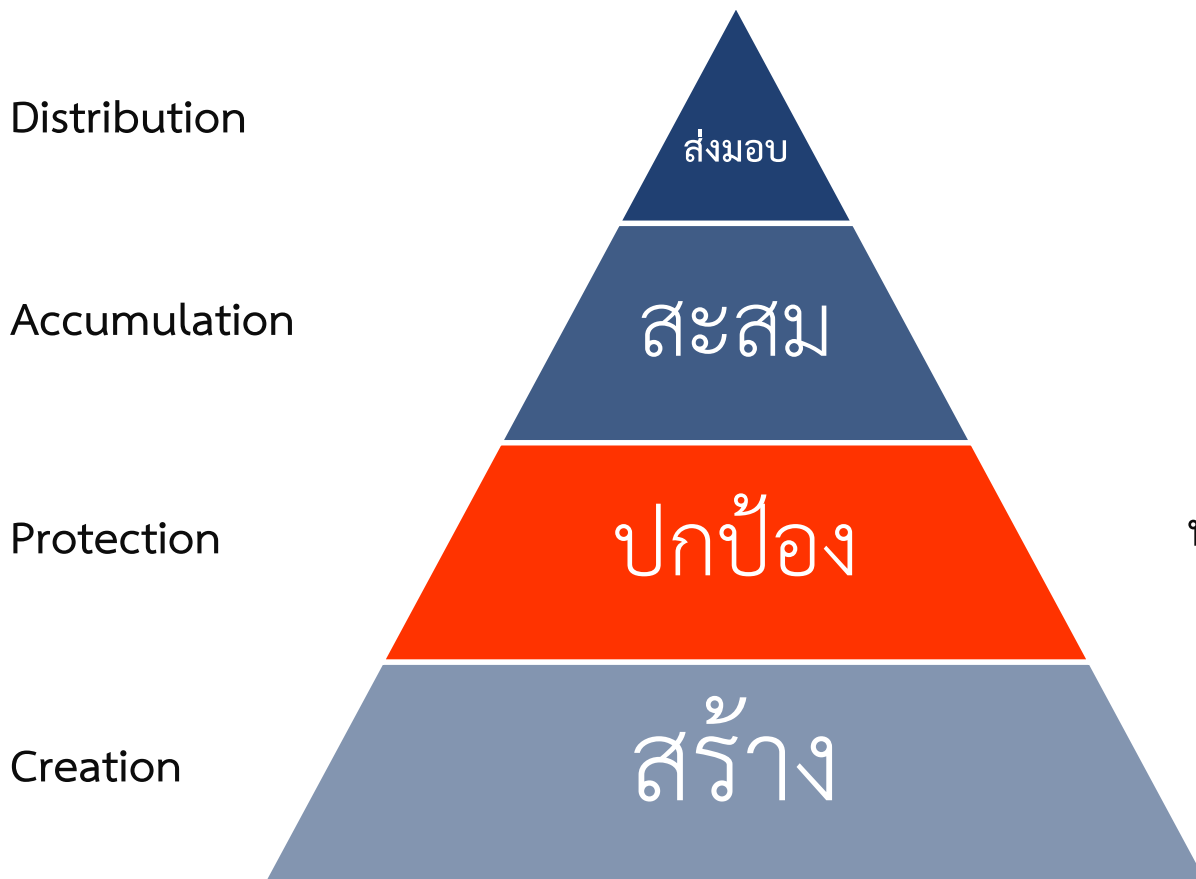 Distribution
ส่งมอบ
Accumulation
สะสม
Protection
ปกป้อง
Creation
สร้าง